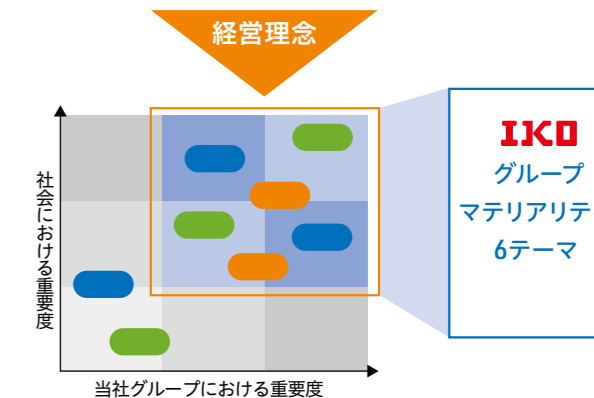 経営理念
社会における重要度
当社グループにおける重要度
IKO
グループ
マテリアリテ
6テーマ